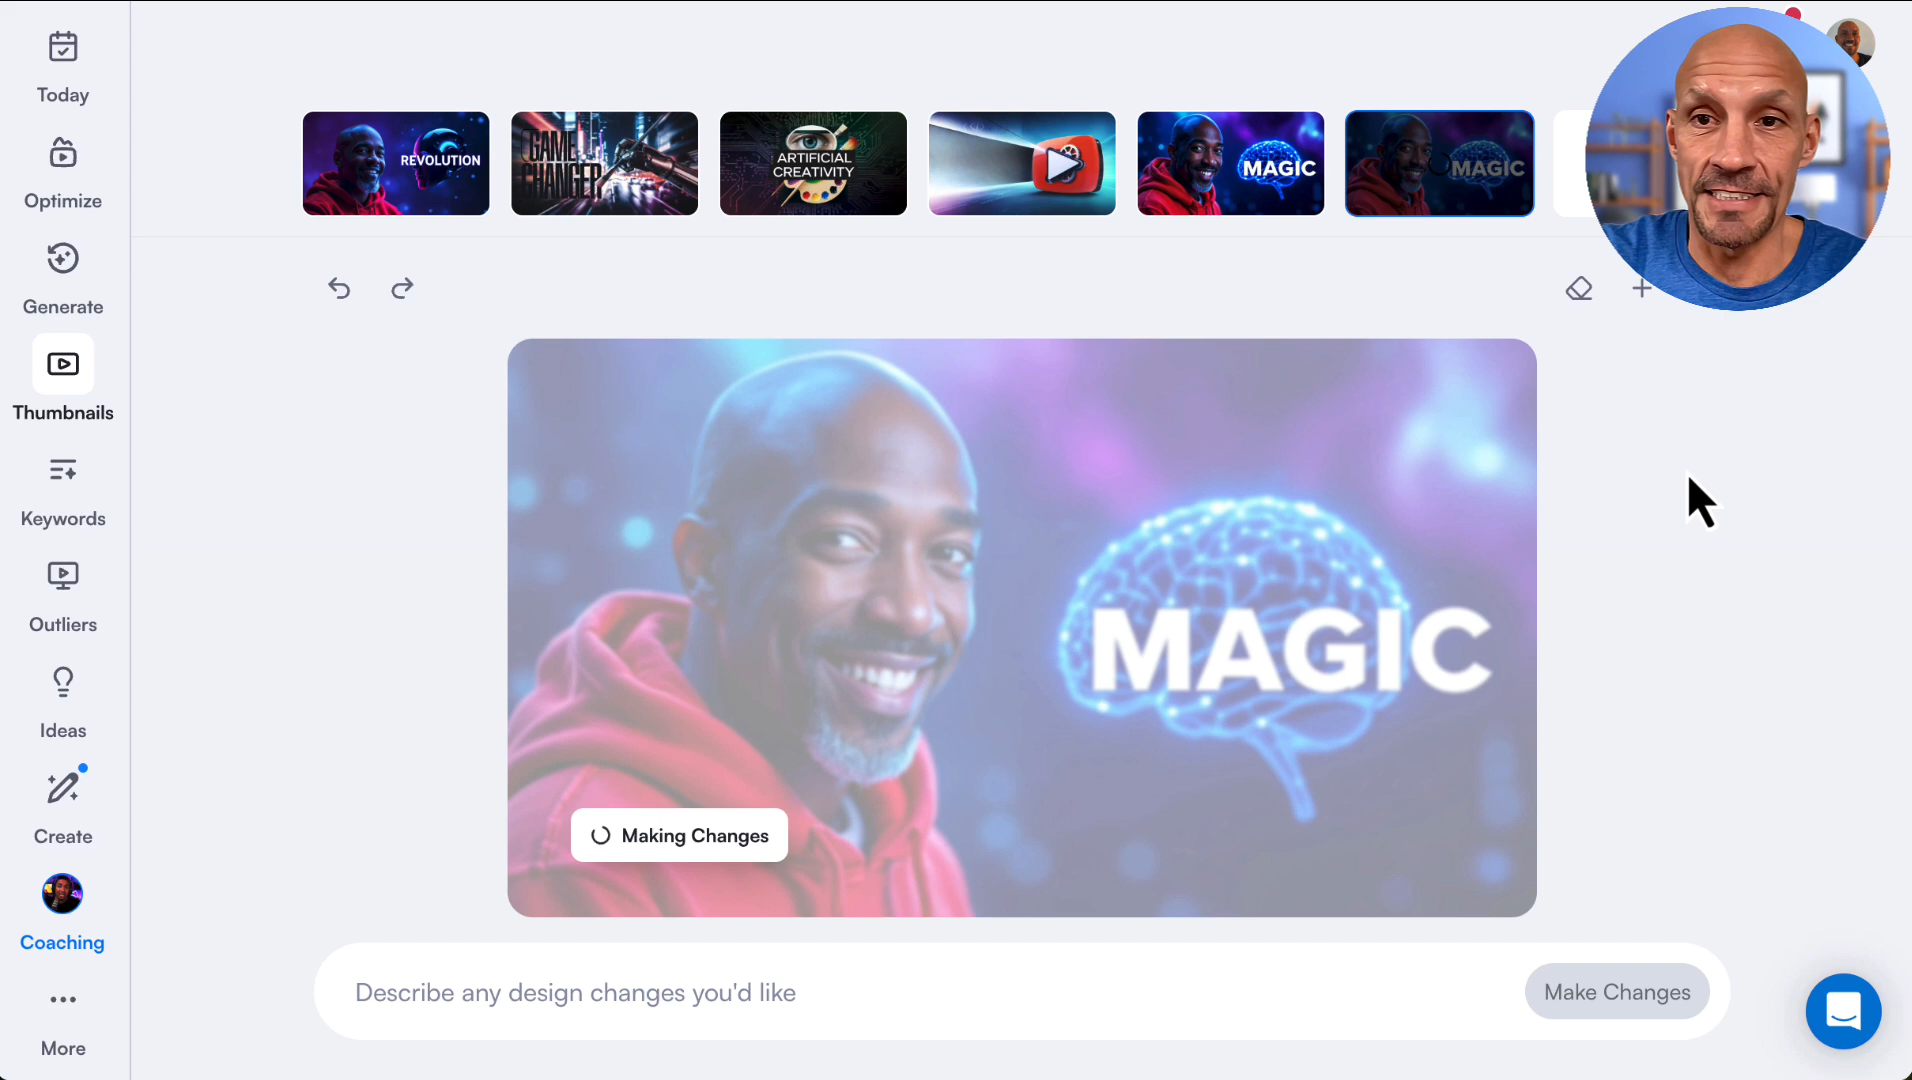 Today
Optimize
Generate
Thumbnails
Keywords
Outliers
Ideas
Create
Coaching
More
REVOLUTION
GAME
CHANGER
ARTIFICIAL
CREATIVITY
MAGIC
MAGIC
MAGIC
Making Changes
Describe any design changes you'd like
Make Changes